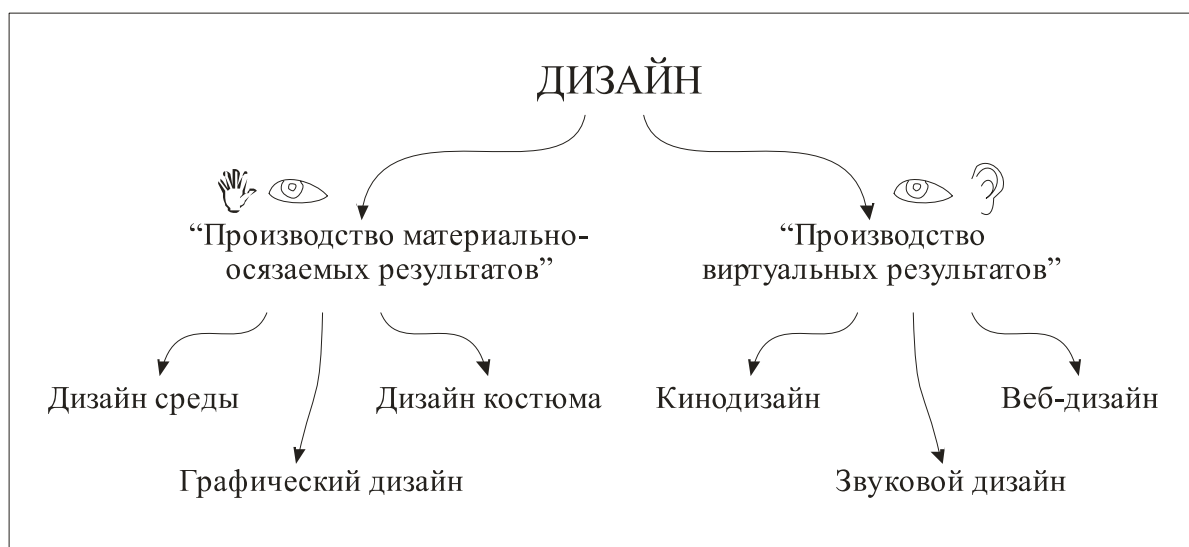 ДИЗАЙН
“Производство материально-
осязаемых результатов”
“Производство
виртуальных результатов”
Дизайн среды
Дизайн костюма
Кинодизайн
Веб-дизайн
Графический дизайн
Звуковой дизайн